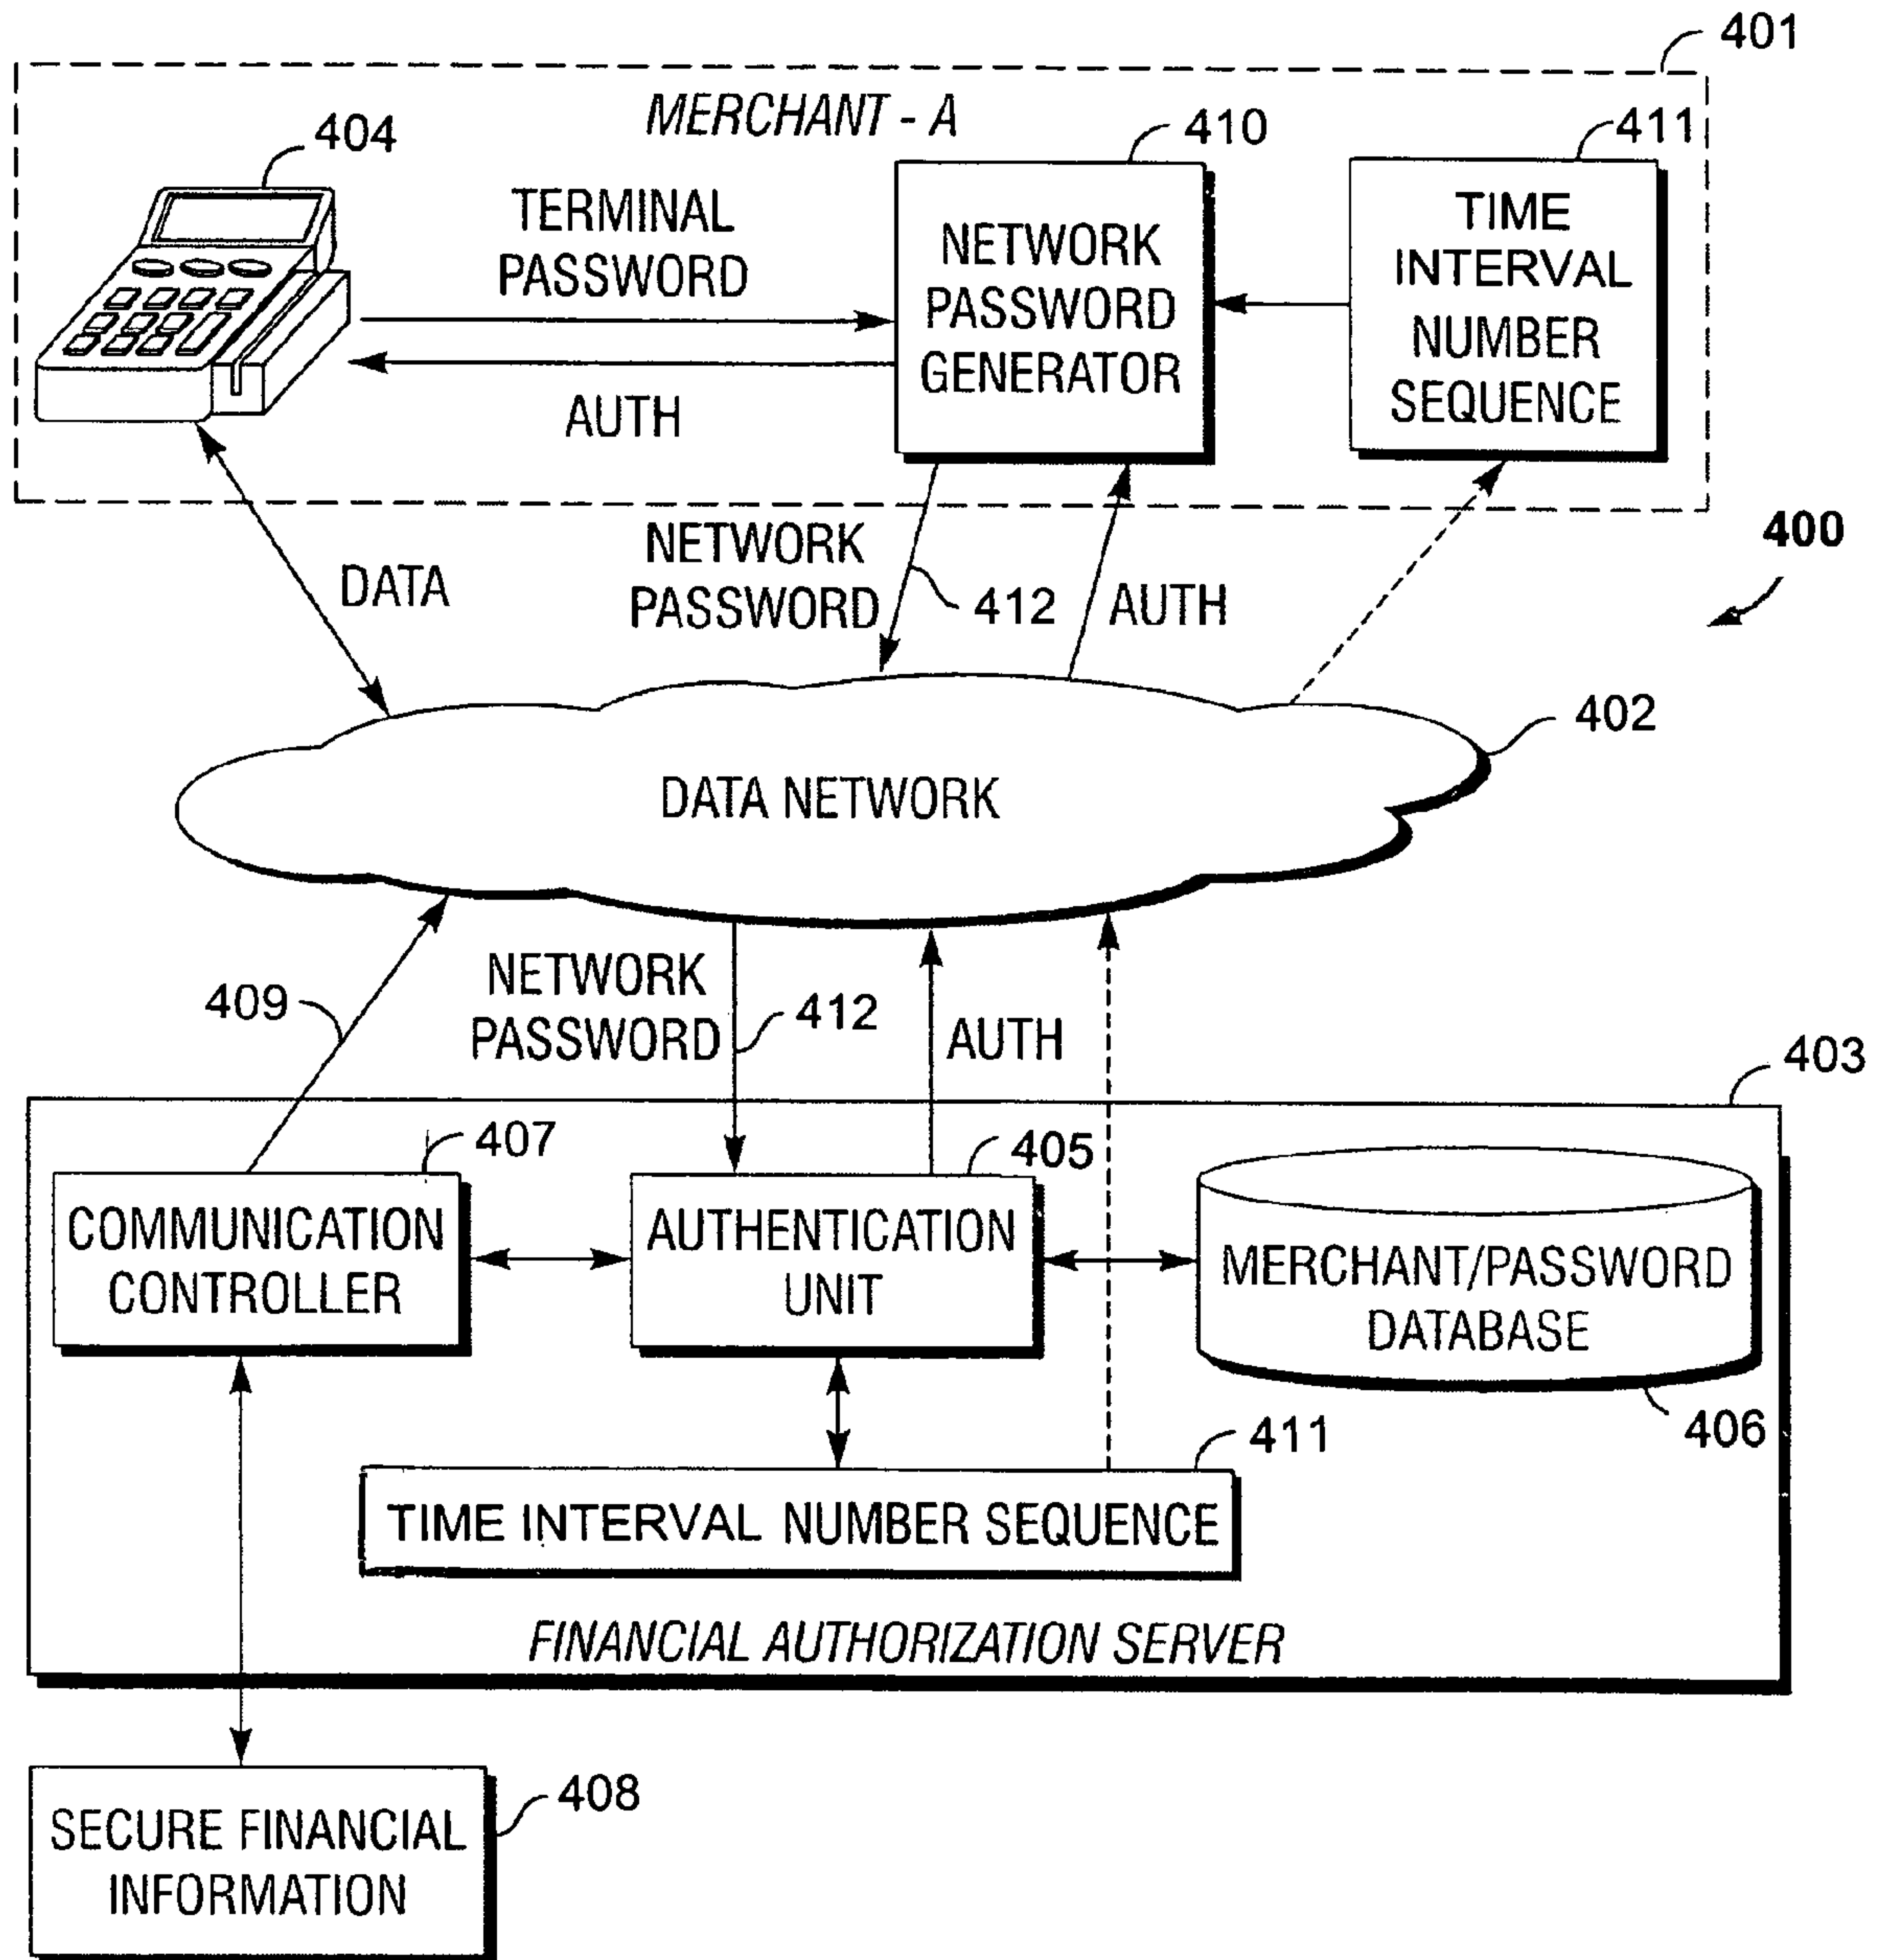 401
MERCHANT - A
404
410
411
TERMINAL
PASSWORD
AUTH
NETWORK
PASSWORD
GENERATOR
TIME
INTERVAL
NUMBER
SEQUENCE
400
DATA
NETWORK
PASSWORD
412
AUTH
402
DATA NETWORK
409
NETWORK
PASSWORD
412
AUTH
403
407
405
COMMUNICATION
CONTROLLER
AUTHENTICATION
UNIT
MERCHANT/PASSWORD
DATABASE
406
411
TIME INTERVAL NUMBER SEQUENCE
FINANCIAL AUTHORIZATION SERVER
408
SECURE FINANCIAL
INFORMATION